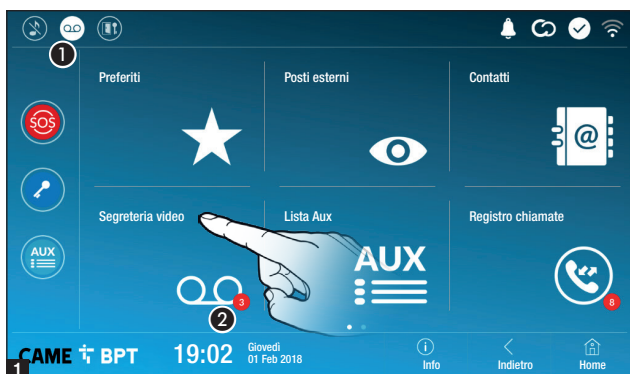 1
Preferiti
Posti esterni
Contatti
SOS
@
Segreteria video
Lista Aux
Registro chiamate
AUX
AUX
3
2
8
CAME BPT
19:02
Giovedì
01 Feb 2018
Info
Indietro
Home
1